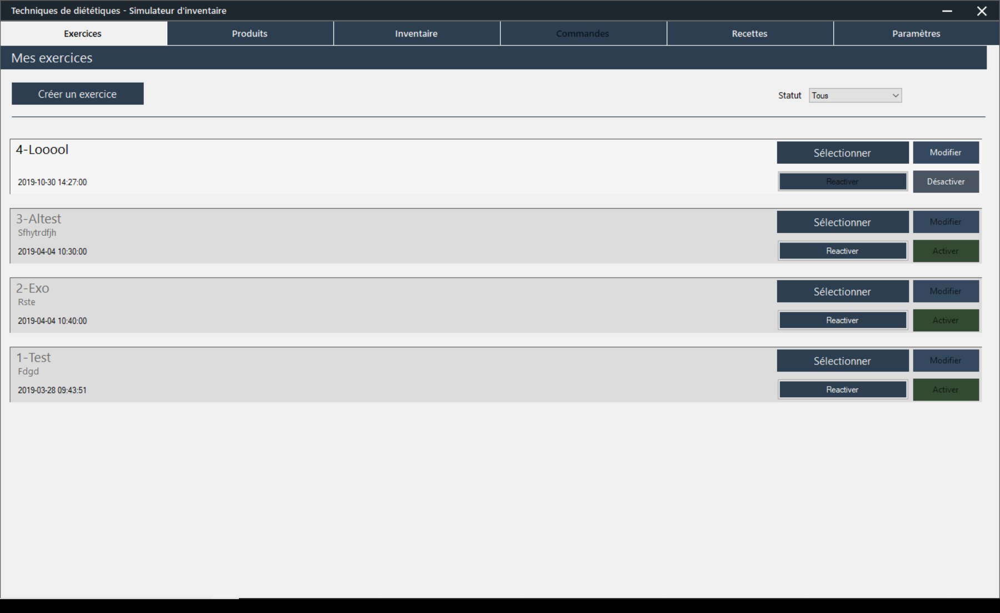 Techniques de diététiques - Simulateur d'inventaire
Exercices Produits Inventaire Commandes Recettes Paramètres
Mes exercices
Créer un exercice
Statut Tous
4-Looool
Sélectionner Modifier
2019-10-30 14:27:00
Reactiver Désactiver
3-Altest
Sfhytrdfjh
Sélectionner Modifier
2019-04-04 10:30:00
Reactiver Activer
2-Exo
Rste
Sélectionner Modifier
2019-04-04 10:40:00
Reactiver Activer
1-Test
Fdgd
Sélectionner Modifier
2019-03-28 09:43:51
Reactiver Activer